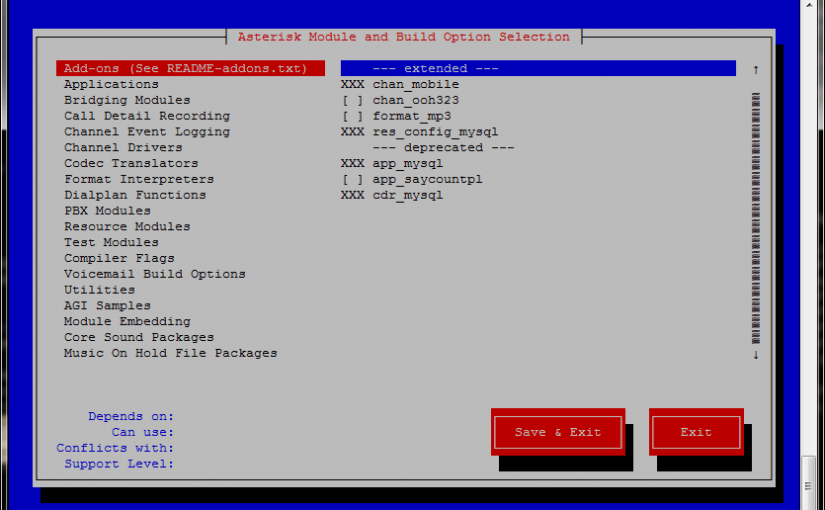 Asterisk Module and Build Option Selection
Add-ons (See README-addons.txt)
Applications
Bridging Modules
Call Detail Recording
Channel Event Logging
Channel Drivers
Codec Translators
Format Interpreters
Dialplan Functions
PBX Modules
Resource Modules
Test Modules
Compiler Flags
Voicemail Build Options
Utilities
AGI Samples
Module Embedding
Core Sound Packages
Music On Hold File Packages
--- extended ---
XXX chan_mobile
[ ] chan_ooh323
[ ] format_mp3
XXX res_config_mysql
--- deprecated ---
XXX app_mysql
[ ] app_saycountpl
XXX cdr_mysql
Depends on:
Can use:
Conflicts with:
Support Level:
Save & Exit
Exit